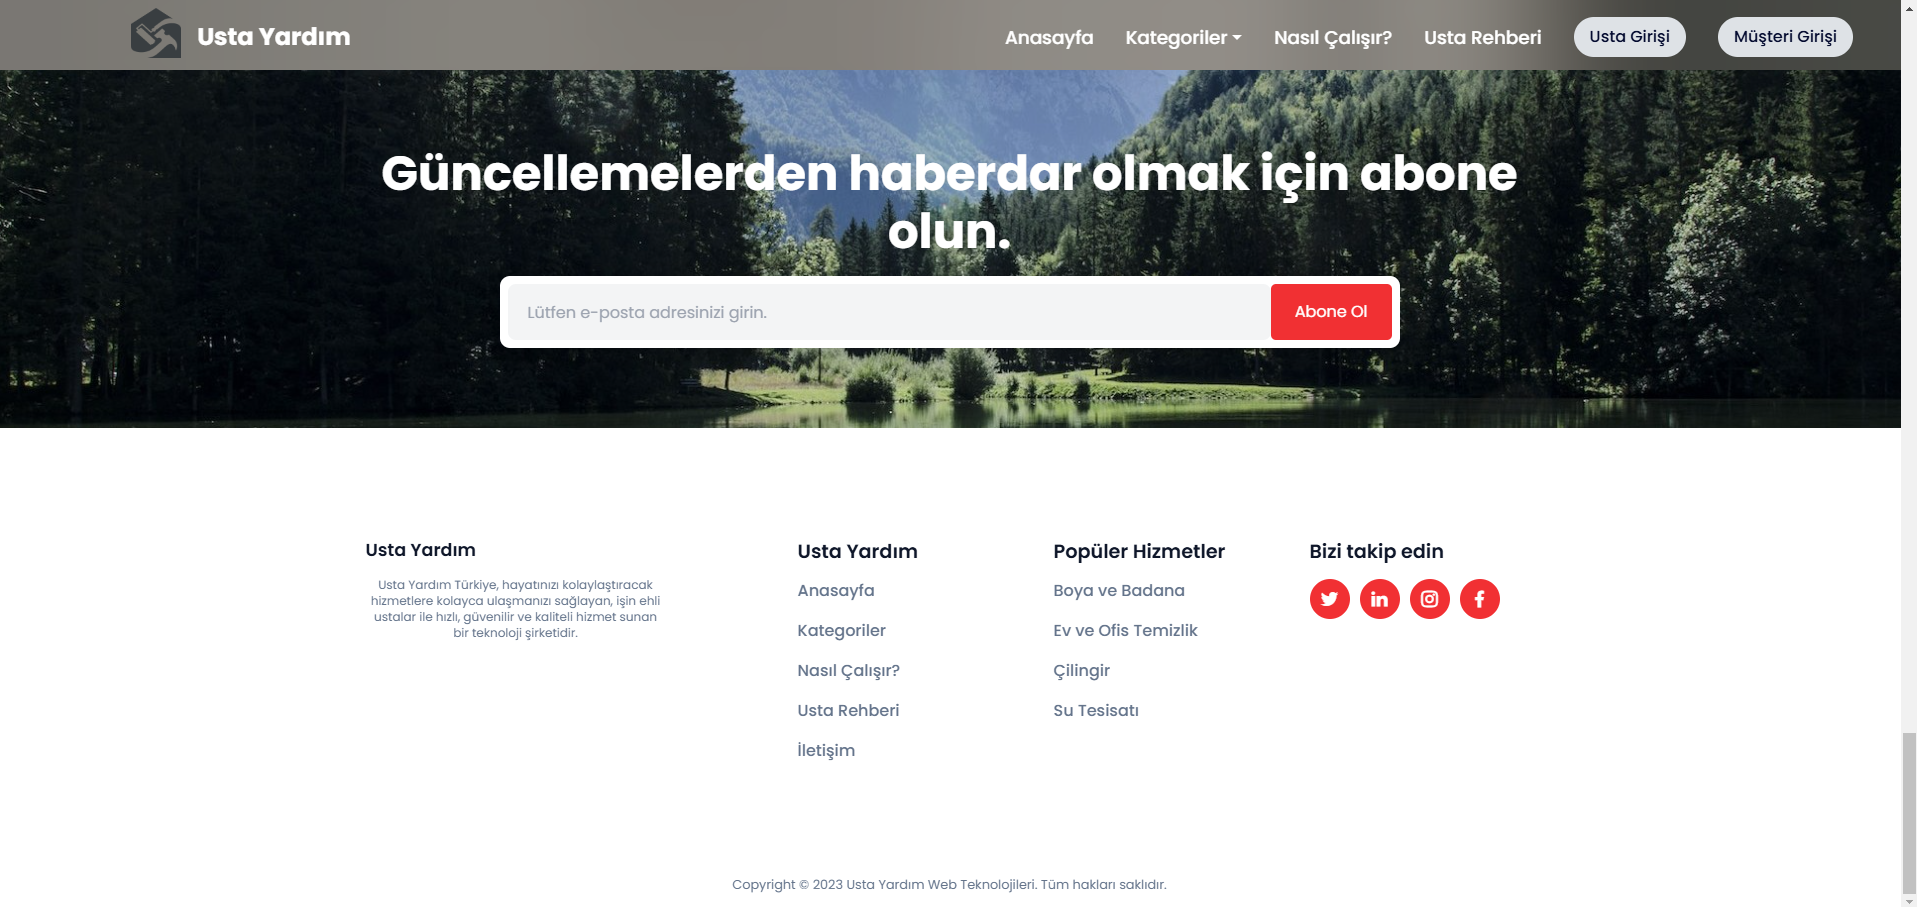 Usta Yardım
Anasayfa
Kategoriler
Nasıl Çalışır?
Usta Rehberi
Usta Girişi
Müşteri Girişi
Güncellemelerden haberdar olmak için abone
olun.
Lütfen e-posta adresinizi girin.
Abone Ol
Usta Yardım
Usta Yardım Türkiye, hayatınızı kolaylaştıracak
hizmetlere kolayca ulaşmanızı sağlayan, işin ehli
ustalar ile hızlı, güvenilir ve kaliteli hizmet sunan
bir teknoloji şirketidir.
Usta Yardım
Anasayfa
Kategoriler
Nasıl Çalışır?
Usta Rehberi
İletişim
Popüler Hizmetler
Boya ve Badana
Ev ve Ofis Temizlik
Çilingir
Su Tesisatı
Bizi takip edin
Copyright © 2023 Usta Yardım Web Teknolojileri. Tüm hakları saklıdır.